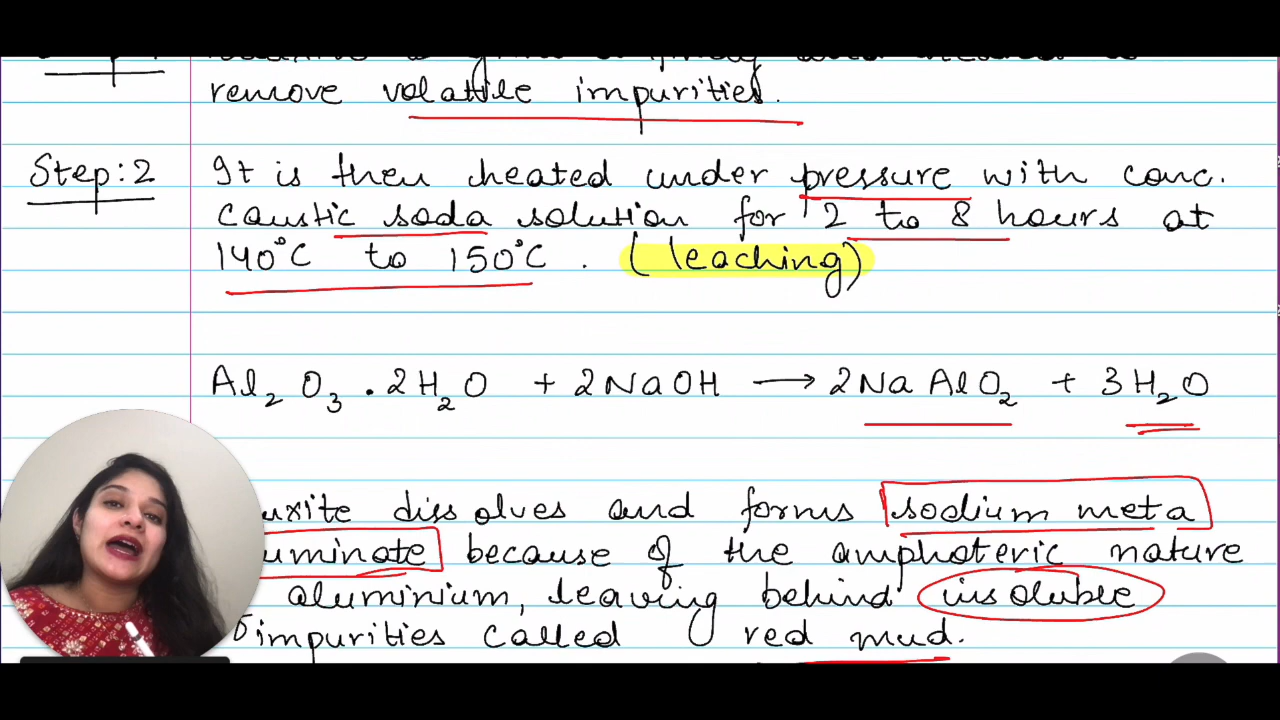 remove volatile impurities.
Step:2 It is then heated under pressure with conc.
caustic soda solution for 2 to 8 hours at
140°C to 150°C. (leaching)
Al₂O₃.2H₂O + 2NaOH → 2NaAlO₂ + 3H₂O
dissolves and forms sodium meta
because of the amphoteric nature
aluminium, leaving behind insoluble
impurities called red mud.